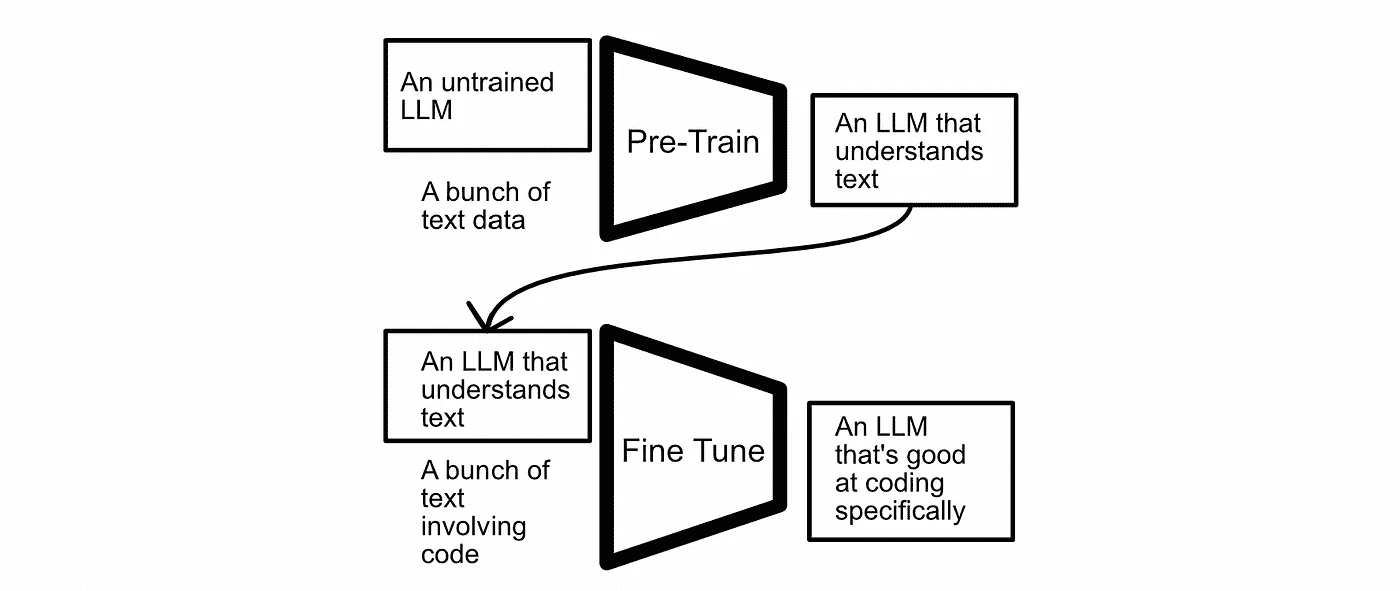 An untrained
LLM
A bunch of
text data
Pre-Train
An LLM that
understands
text
An LLM that
understands
text
A bunch of
text
involving
code
Fine Tune
An LLM
that's good
at coding
specifically